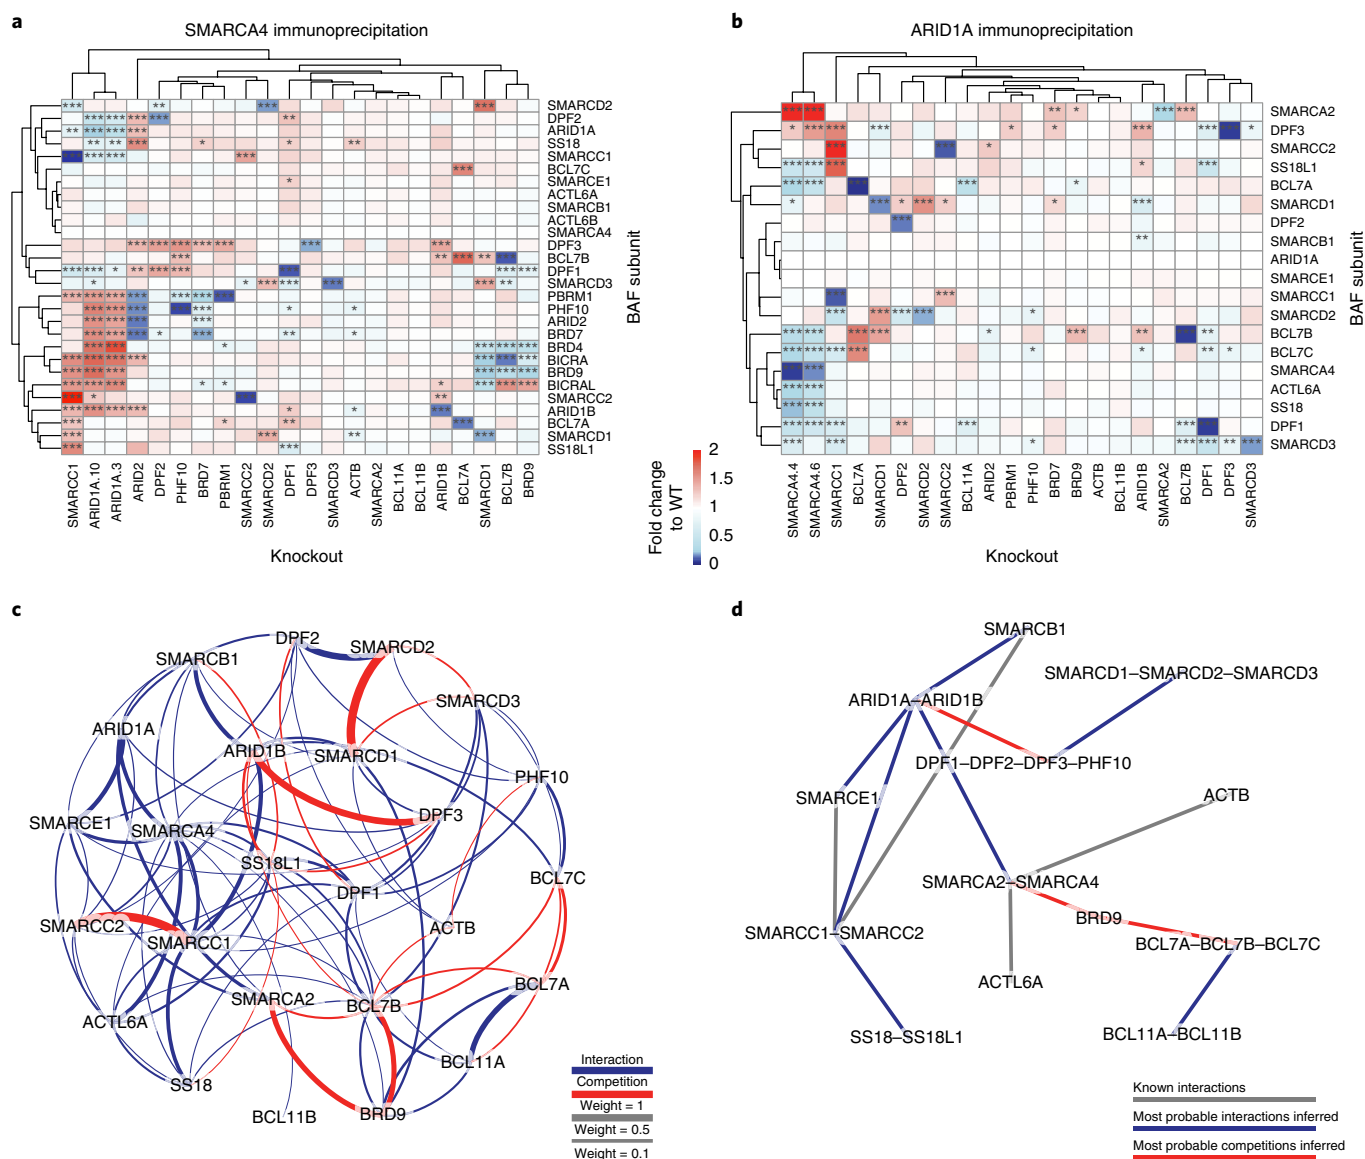 a
SMARCA4 immunoprecipitation
SMARCD2
DPF2
ARID1A
SS18
SMARCC1
BCL7C
SMARCE1
ACTL6A
SMARCB1
ACTL6B
SMARCA4
DPF3
BCL7B
DPF1
SMARCD3
PBRM1
PHF10
ARID2
BRD7
BRD4
BICRA
BRD9
BICRAL
SMARCC2
ARID1B
BCL7A
SMARCD1
SS18L1
BAF subunit
SMARCC1
ARID1A.10
ARID1A.3
ARID2
DPF2
PHF10
BRD7
PBRM1
SMARCC2
SMARCD2
DPF1
DPF3
SMARCD3
ACTB
SMARCA2
BCL11A
BCL11B
ARID1B
BCL7A
SMARCD1
BCL7B
BRD9
Knockout
Fold change
to WT
2
1.5
1
0.5
0
b
ARID1A immunoprecipitation
SMARCA2
DPF3
SMARCC2
SS18L1
BCL7A
SMARCD1
DPF2
SMARCB1
ARID1A
SMARCE1
SMARCC1
SMARCD2
BCL7B
BCL7C
SMARCA4
ACTL6A
SS18
DPF1
SMARCD3
BAF subunit
SMARCA4.4
SMARCA4.6
SMARCC1
BCL7A
SMARCD1
DPF2
SMARCD2
SMARCC2
BCL11A
ARID2
PBRM1
PHF10
BRD7
BRD9
ACTB
BCL11B
ARID1B
SMARCA2
BCL7B
DPF1
DPF3
SMARCD3
Knockout
c
DPF2
SMARCD2
SMARCB1
SMARCD3
ARID1A
ARID1B
SMARCD1
PHF10
DPF3
SMARCE1
SMARCA4
SS18L1
DPF1
BCL7C
SMARCC2
SMARCC1
ACTB
SMARCA2
BCL7B
BCL7A
ACTL6A
BCL11A
SS18
BCL11B
BRD9
Interaction
Competition
Weight = 1
Weight = 0.5
Weight = 0.1
d
SMARCB1
SMARCD1–SMARCD2–SMARCD3
ARID1A–ARID1B
DPF1–DPF2–DPF3–PHF10
SMARCE1
ACTB
SMARCA2–SMARCA4
BRD9
SMARCC1–SMARCC2
BCL7A–BCL7B–BCL7C
ACTL6A
SS18–SS18L1
BCL11A–BCL11B
Known interactions
Most probable interactions inferred
Most probable competitions inferred